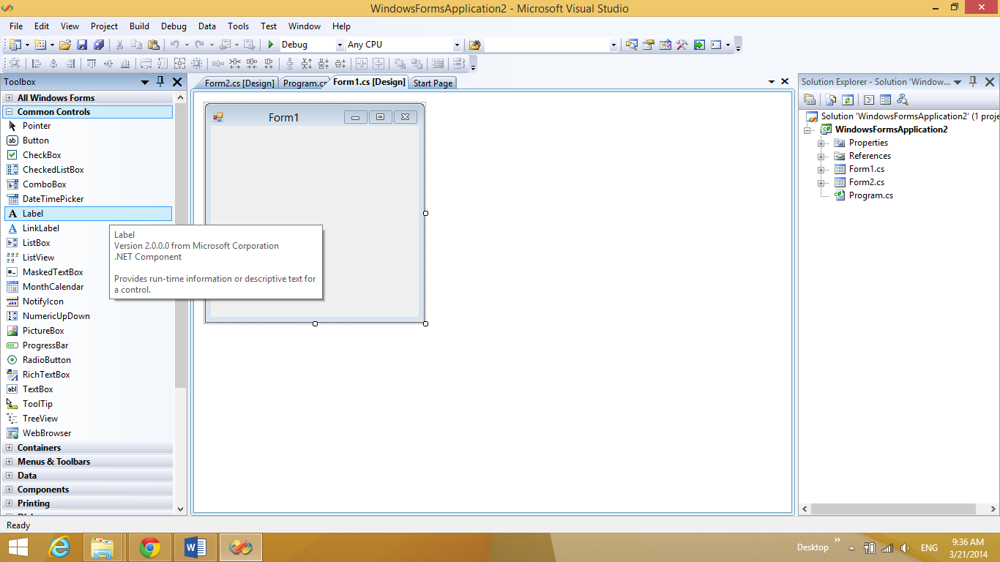 WindowsFormsApplication2 - Microsoft Visual Studio
File Edit View Project Build Debug Data Tools Test Window Help
Debug Any CPU
Toolbox
All Windows Forms
Common Controls
Pointer
Button
CheckBox
CheckedListBox
ComboBox
DateTimePicker
Label
LinkLabel
ListBox
ListView
MaskedTextBox
MonthCalendar
NotifyIcon
NumericUpDown
PictureBox
ProgressBar
RadioButton
RichTextBox
TextBox
ToolTip
TreeView
WebBrowser
Containers
Menus & Toolbars
Data
Components
Printing
Form2.cs [Design] Program.cs Form1.cs [Design] Start Page
Form1
Label
Version 2.0.0.0 from Microsoft Corporation
.NET Component
Provides run-time information or descriptive text for
a control.
Solution Explorer - Solution 'Window...
Solution 'WindowsFormsApplication2' (1 proje
WindowsFormsApplication2
Properties
References
Form1.cs
Form2.cs
Program.cs
Ready
Desktop
ENG
9:36 AM
3/21/2014